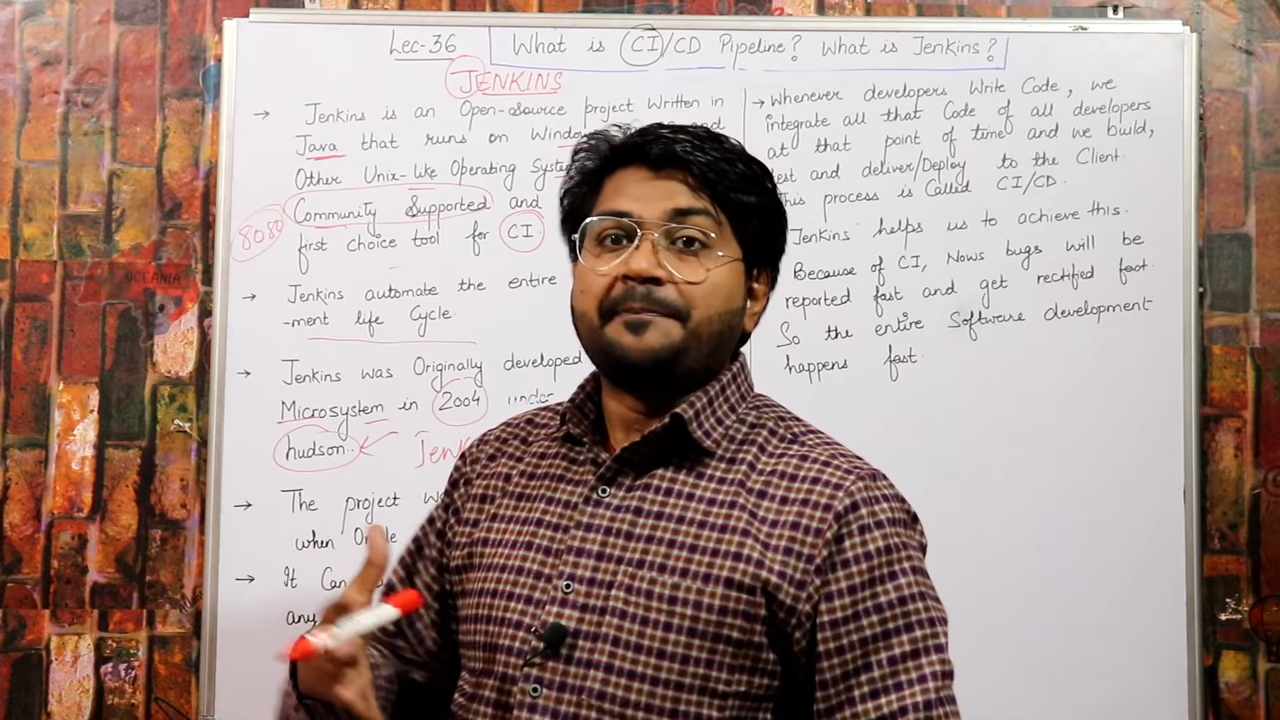 Lec-36 What is CI/CD Pipeline? What is Jenkins?
JENKINS
→ Jenkins is an Open-source project Written in
Java that runs on Window and
Other Unix-like Operating System
Community Supported and
8080
first choice tool for CI.
→ Jenkins automate the entire
-ment life Cycle.
→ Jenkins was Originally developed
Microsystem in 2004 under
hudson..
→ The project
when
→ It Can
any
→ Whenever developers Write Code, we
integrate all that Code of all developers
at that point of time and we build,
test and deliver/Deploy to the Client.
This process is Called CI/CD.
Jenkins helps us to achieve this.
Because of CI, Nows bugs will be
reported fast and get rectified fast.
So the entire Software development
happens fast.
OCEANIA